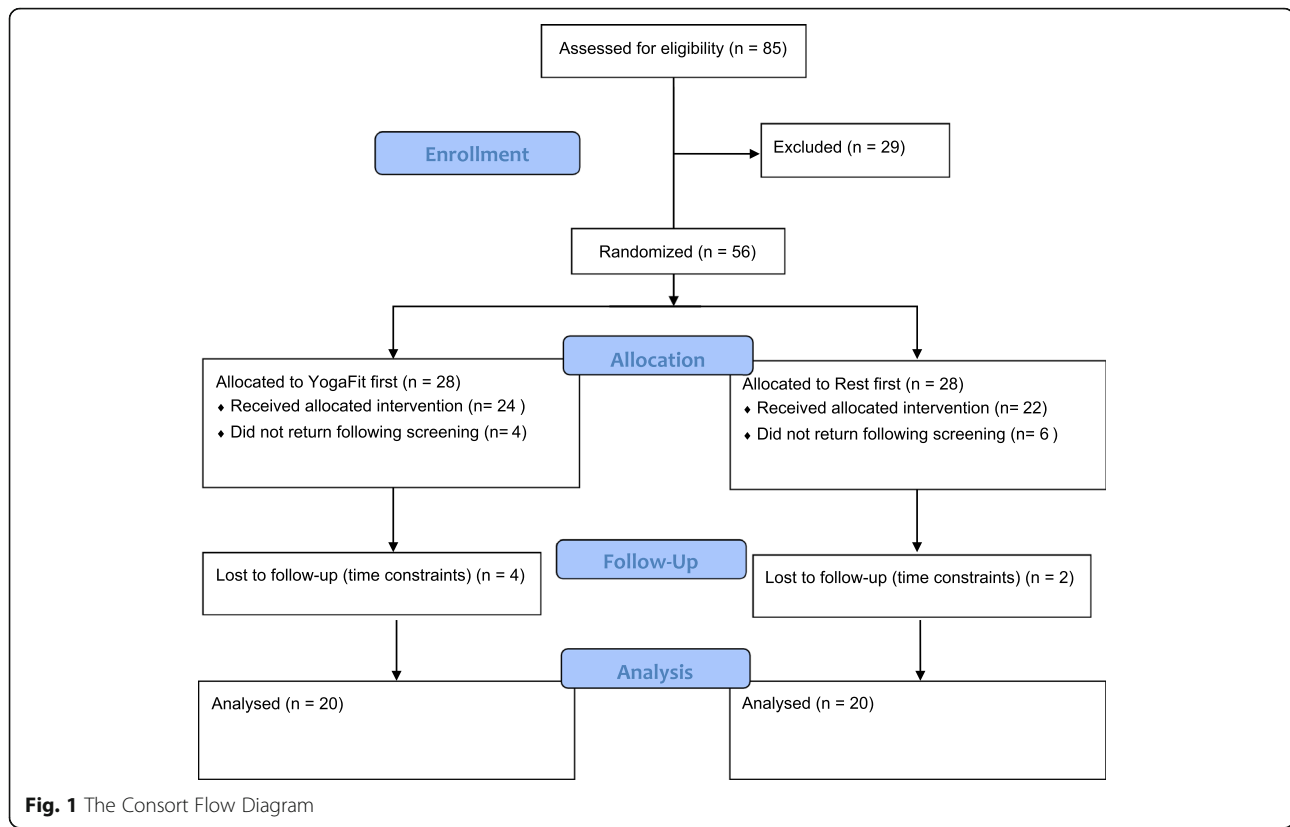 Assessed for eligibility (n = 85)
Enrollment
Excluded (n = 29)
Randomized (n = 56)
Allocation
Allocated to YogaFit first (n = 28)
♦ Received allocated intervention (n= 24 )
♦ Did not return following screening (n= 4)
Allocated to Rest first (n = 28)
♦ Received allocated intervention (n= 22)
♦ Did not return following screening (n= 6 )
Follow-Up
Lost to follow-up (time constraints) (n = 4)
Lost to follow-up (time constraints) (n = 2)
Analysis
Analysed (n = 20)
Analysed (n = 20)
Fig. 1 The Consort Flow Diagram